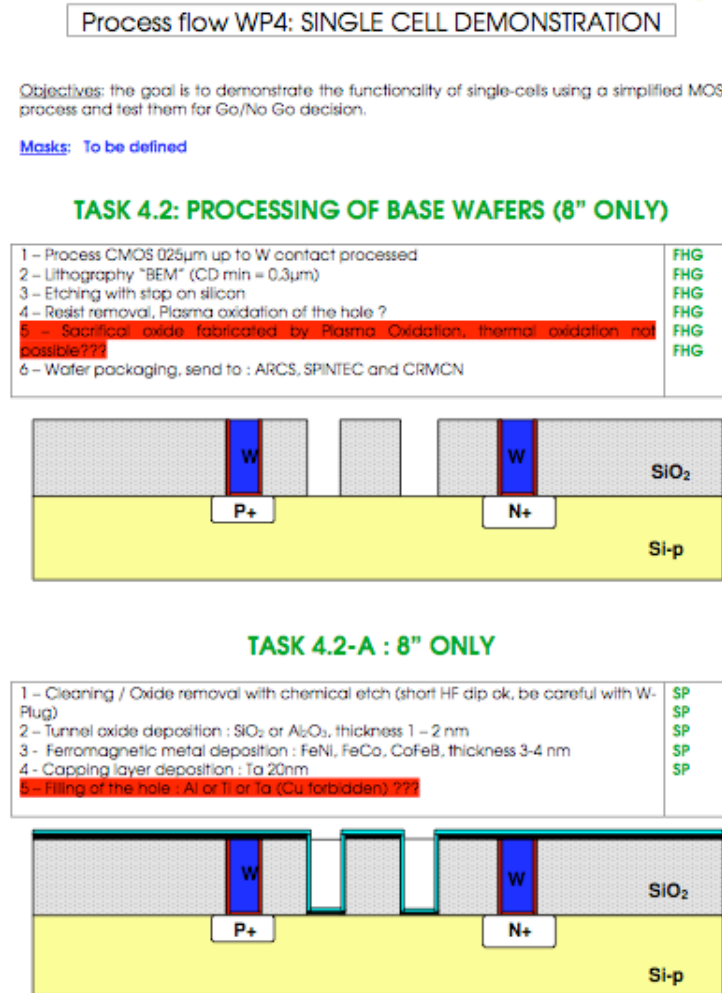 Process flow WP4: SINGLE CELL DEMONSTRATION
Objectives: the goal is to demonstrate the functionality of single-cells using a simplified MOS
process and test them for Go/No Go decision.
Masks: To be defined
TASK 4.2: PROCESSING OF BASE WAFERS (8” ONLY)
1 – Process CMOS 025µm up to W contact processed FHG
2 – Lithography “BEM” (CD min = 0.3µm) FHG
3 – Etching with stop on silicon FHG
4 – Resist removal, Plasma oxidation of the hole ? FHG
5 – Sacrifical oxide fabricated by Plasma Oxidation, thermal oxidation not FHG
possible??? FHG
6 – Wafer packaging, send to : ARCS, SPINTEC and CRMCN
W W
SiO2
P+ N+
Si-p
TASK 4.2-A : 8” ONLY
1 – Cleaning / Oxide removal with chemical etch (short HF dip ok, be careful with W- SP
Plug) SP
2 – Tunnel oxide deposition : SiO2 or Al2O3, thickness 1 – 2 nm SP
3 - Ferromagnetic metal deposition : FeNi, FeCo, CoFeB, thickness 3-4 nm SP
4 - Capping layer deposition : Ta 20nm SP
5 – Filling of the hole : Al or Ti or Ta (Cu forbidden) ???
W W
SiO2
P+ N+
Si-p